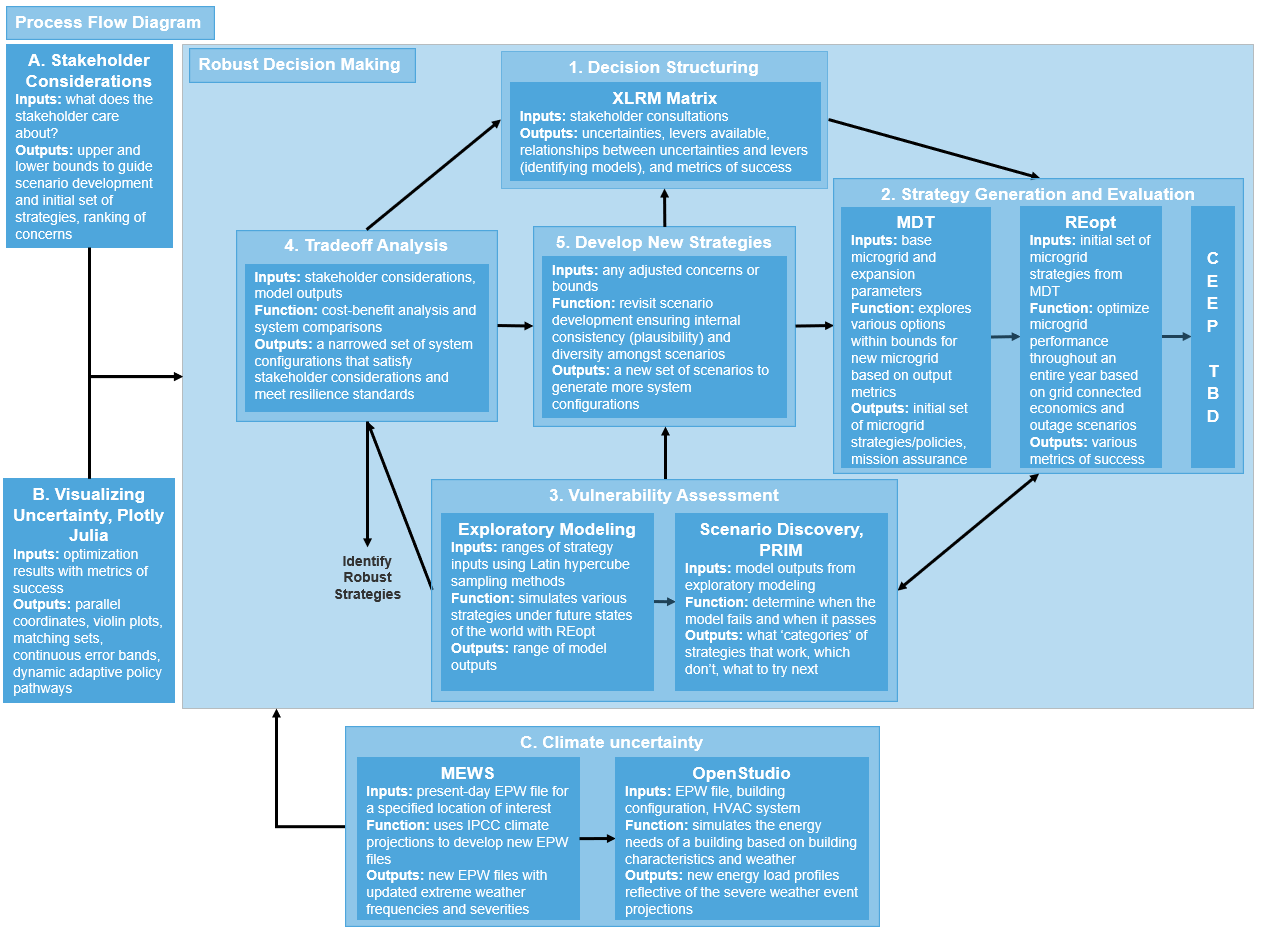 Process Flow Diagram
A. Stakeholder
Considerations
Inputs: what does the
stakeholder care
about?
Outputs: upper and
lower bounds to guide
scenario development
and initial set of
strategies, ranking of
concerns
B. Visualizing
Uncertainty, Plotly
Julia
Inputs: optimization
results with metrics of
success
Outputs: parallel
coordinates, violin plots,
matching sets,
continuous error bands,
dynamic adaptive policy
pathways
Robust Decision Making
1. Decision Structuring
XLRM Matrix
Inputs: stakeholder consultations
Outputs: uncertainties, levers available,
relationships between uncertainties and levers
(identifying models), and metrics of success
2. Strategy Generation and Evaluation
MDT
Inputs: base
microgrid and
expansion
parameters
Function: explores
various options
within bounds for
new microgrid
based on output
metrics
Outputs: initial set
of microgrid
strategies/policies,
mission assurance
REopt
Inputs: initial set of
microgrid
strategies from
MDT
Function: optimize
microgrid
performance
throughout an
entire year based
on grid connected
economics and
outage scenarios
Outputs: various
metrics of success
C
E
E
P
T
B
D
4. Tradeoff Analysis
Inputs: stakeholder considerations,
model outputs
Function: cost-benefit analysis and
system comparisons
Outputs: a narrowed set of system
configurations that satisfy
stakeholder considerations and
meet resilience standards
5. Develop New Strategies
Inputs: any adjusted concerns or
bounds
Function: revisit scenario
development ensuring internal
consistency (plausibility) and
diversity amongst scenarios
Outputs: a new set of scenarios to
generate more system
configurations
Identify
Robust
Strategies
3. Vulnerability Assessment
Exploratory Modeling
Inputs: ranges of strategy
inputs using Latin hypercube
sampling methods
Function: simulates various
strategies under future states
of the world with REopt
Outputs: range of model
outputs
Scenario Discovery,
PRIM
Inputs: model outputs from
exploratory modeling
Function: determine when the
model fails and when it passes
Outputs: what ‘categories’ of
strategies that work, which
don’t, what to try next
C. Climate uncertainty
MEWS
Inputs: present-day EPW file for
a specified location of interest
Function: uses IPCC climate
projections to develop new EPW
files
Outputs: new EPW files with
updated extreme weather
frequencies and severities
OpenStudio
Inputs: EPW file, building
configuration, HVAC system
Function: simulates the energy
needs of a building based on building
characteristics and weather
Outputs: new energy load profiles
reflective of the severe weather event
projections